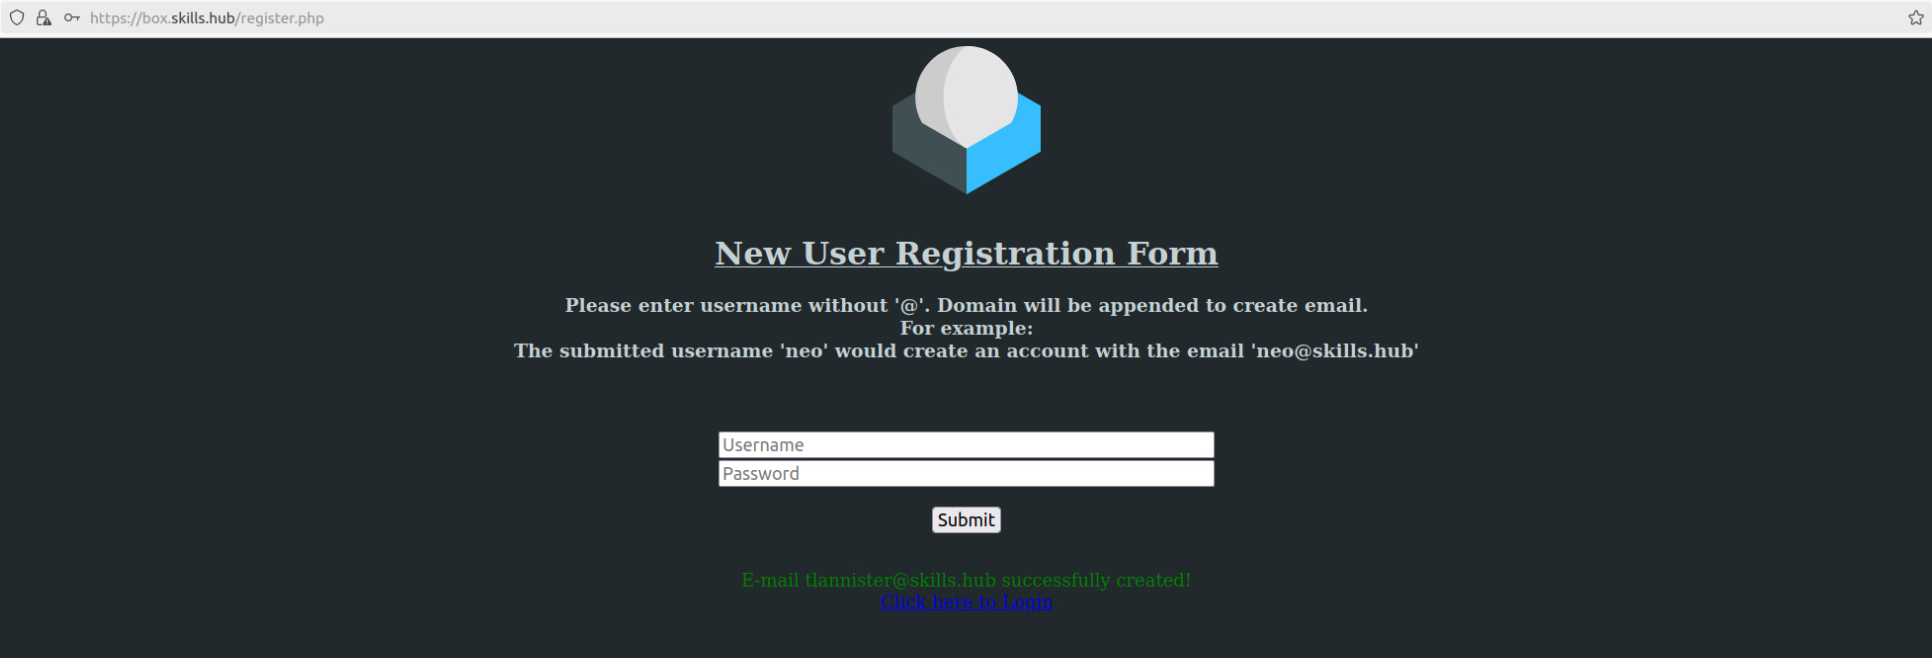 https://box.skills.hub/register.php
New User Registration Form
Please enter username without '@'. Domain will be appended to create email.
For example:
The submitted username 'neo' would create an account with the email 'neo@skills.hub'
Username
Password
Submit
E-mail tlannister@skills.hub successfully created!
Click here to Login